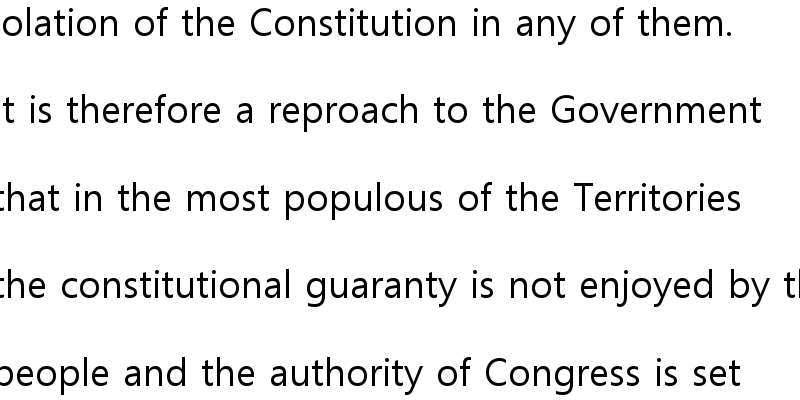 olation of the Constitution in any of them.
t is therefore a reproach to the Government
that in the most populous of the Territories
the constitutional guaranty is not enjoyed by
people and the authority of Congress is set